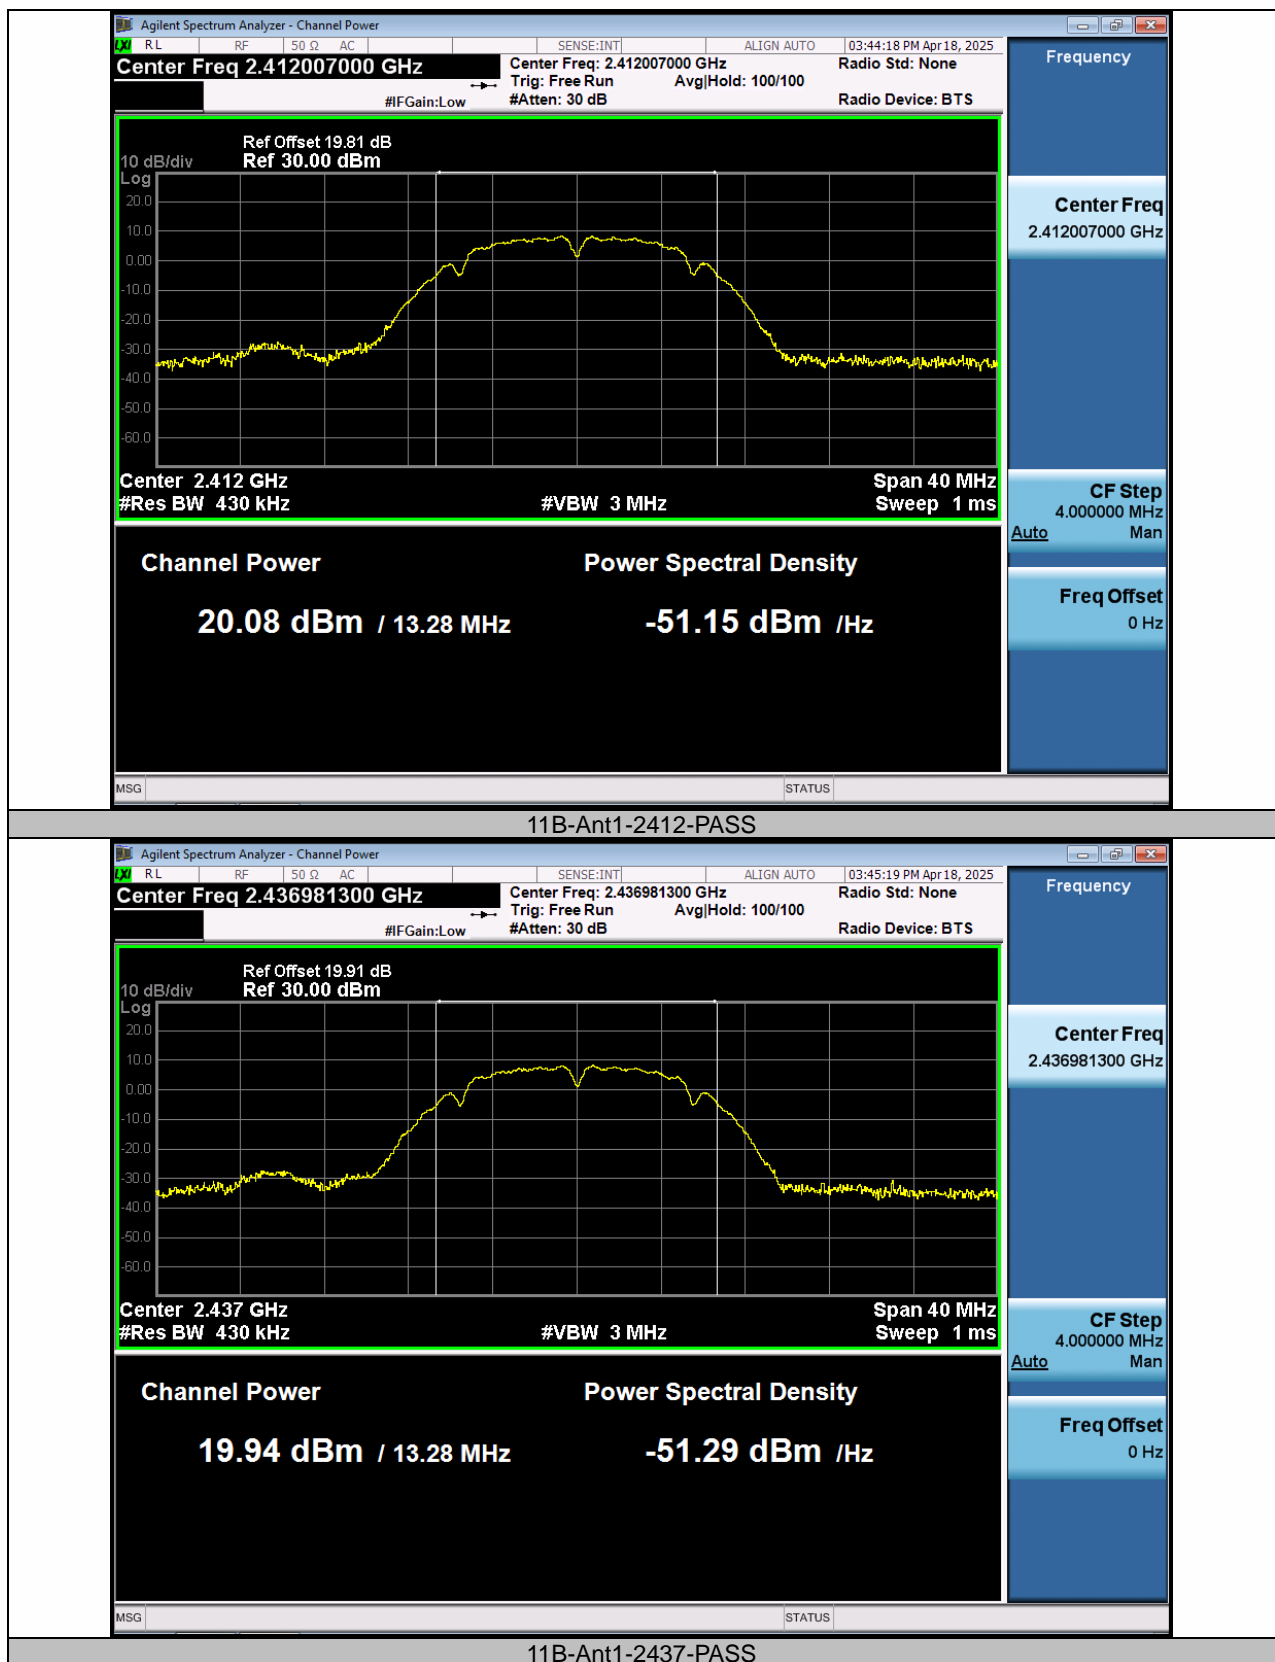 Agilent Spectrum Analyzer - Channel Power
LXI RL RF 50 Ω AC SENSE:INT ALIGN AUTO 03:44:18 PM Apr 18, 2025
Center Freq 2.412007000 GHz
Center Freq: 2.412007000 GHz Radio Std: None
Trig: Free Run Avg|Hold: 100/100
#IFGain:Low #Atten: 30 dB Radio Device: BTS
Frequency
Ref Offset 19.81 dB
10 dB/div Ref 30.00 dBm
Log
20.0
10.0
0.00
-10.0
-20.0
-30.0
-40.0
-50.0
-60.0
Center 2.412 GHz Span 40 MHz
#Res BW 430 kHz #VBW 3 MHz Sweep 1 ms
Center Freq
2.412007000 GHz
CF Step
4.000000 MHz
Auto Man
Freq Offset
0 Hz
Channel Power Power Spectral Density
20.08 dBm / 13.28 MHz -51.15 dBm /Hz
MSG STATUS
11B-Ant1-2412-PASS
Agilent Spectrum Analyzer - Channel Power
LXI RL RF 50 Ω AC SENSE:INT ALIGN AUTO 03:45:19 PM Apr 18, 2025
Center Freq 2.436981300 GHz
Center Freq: 2.436981300 GHz Radio Std: None
Trig: Free Run Avg|Hold: 100/100
#IFGain:Low #Atten: 30 dB Radio Device: BTS
Frequency
Ref Offset 19.91 dB
10 dB/div Ref 30.00 dBm
Log
20.0
10.0
0.00
-10.0
-20.0
-30.0
-40.0
-50.0
-60.0
Center 2.437 GHz Span 40 MHz
#Res BW 430 kHz #VBW 3 MHz Sweep 1 ms
Center Freq
2.436981300 GHz
CF Step
4.000000 MHz
Auto Man
Freq Offset
0 Hz
Channel Power Power Spectral Density
19.94 dBm / 13.28 MHz -51.29 dBm /Hz
MSG STATUS
11B-Ant1-2437-PASS